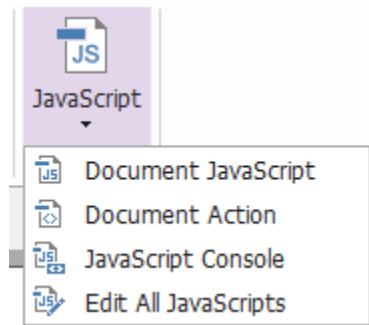 JS
JavaScript
Document JavaScript
Document Action
JavaScript Console
Edit All JavaScripts